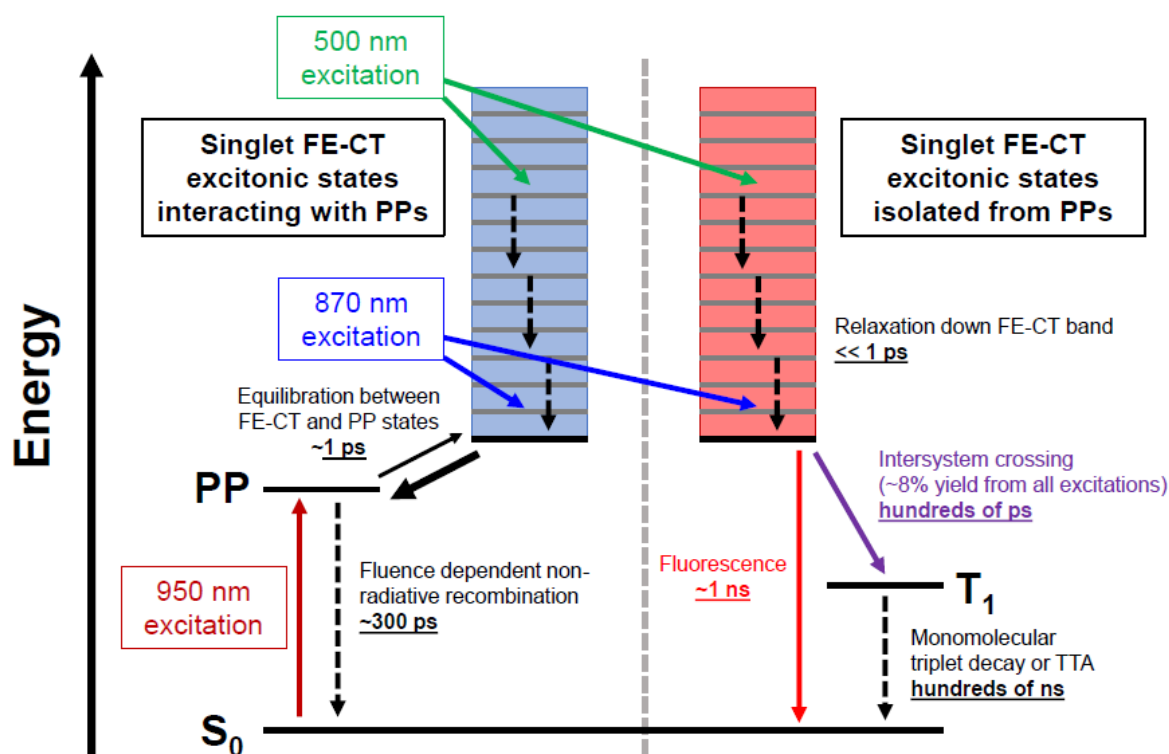 500 nm
excitation
Singlet FE-CT
excitonic states
interacting with PPs
Singlet FE-CT
excitonic states
isolated from PPs
Energy
870 nm
excitation
Relaxation down FE-CT band
<< 1 ps
Equilibration between
FE-CT and PP states
~1 ps
PP
Intersystem crossing
(~8% yield from all excitations)
hundreds of ps
950 nm
excitation
Fluence dependent non-
radiative recombination
~300 ps
Fluorescence
~1 ns
T₁
Monomolecular
triplet decay or TTA
hundreds of ns
S₀